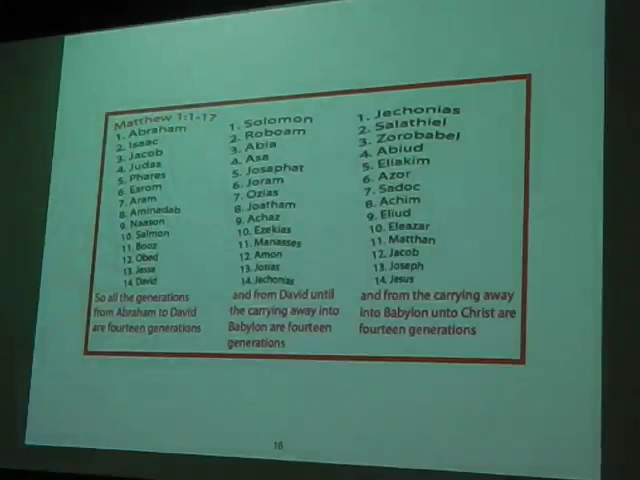 Matthew 1:1-17
1. Abraham
2. Isaac
3. Jacob
4. Judas
5. Phares
6. Esrom
7. Aram
8. Aminadab
9. Naason
10. Salmon
11. Booz
12. Obed
13. Jesse
14. David
So all the generations
from Abraham to David
are fourteen generations
1. Solomon
2. Roboam
3. Abia
4. Asa
5. Josaphat
6. Joram
7. Ozias
8. Joatham
9. Achaz
10. Ezekias
11. Manasses
12. Amon
13. Josias
14. Jechonias
and from David until
the carrying away into
Babylon are fourteen
generations
1. Jechonias
2. Salathiel
3. Zorobabel
4. Abiud
5. Eliakim
6. Azor
7. Sadoc
8. Achim
9. Eliud
10. Eleazar
11. Matthan
12. Jacob
13. Joseph
14. Jesus
and from the carrying away
into Babylon unto Christ are
fourteen generations
18